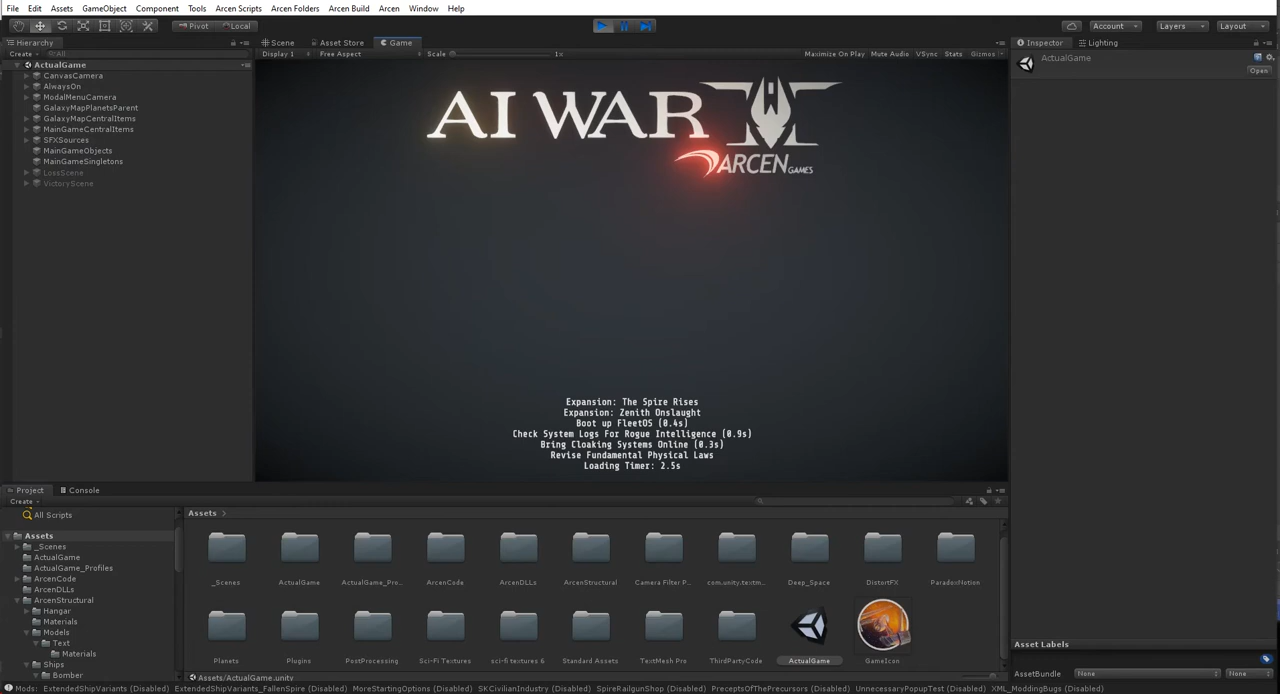 File Edit Assets GameObject Component Tools Arcen Scripts Arcen Folders Arcen Build Arcen Window Help
Pivot Local Account Layers Layout
Hierarchy Scene Asset Store Game Inspector Lighting
Create All Display 1 Free Aspect Scale 1x Maximize On Play Mute Audio VSync Stats Gizmos ActualGame
Open
ActualGame
CanvasCamera
AlwaysOn
ModalMenuCamera
GalaxyMapPlanetsParent
GalaxyMapCentralItems
MainGameCentralItems
SFXSources
MainGameObjects
MainGameSingletons
LossScene
VictoryScene
AI WAR
ARCEN GAMES
Expansion: The Spire Rises
Expansion: Zenith Onslaught
Boot up FleetOS (0.4s)
Check System Logs For Rogue Intelligence (0.9s)
Bring Cloaking Systems Online (0.3s)
Revise Fundamental Physical Laws
Loading Timer: 2.5s
Project Console
Create
All Scripts
Assets
_Scenes
ActualGame
ActualGame_Profiles
ArcenCode
ArcenDLLs
ArcenStructural
Hangar
Materials
Models
Text
Materials
Ships
Bomber
Assets
_Scenes ActualGame ActualGame_Pro... ArcenCode ArcenDLLs ArcenStructural Camera Filter P... com.unity.textm... Deep_Space DistortFX ParadoxNotion
Planets Plugins PostProcessing Sci-Fi Textures sci-fi textures 6 Standard Assets TextMesh Pro ThirdPartyCode ActualGame GameIcon
Assets/ActualGame.unity
Asset Labels
AssetBundle None None
Mods: ExtendedShipVariants (Disabled) ExtendedShipVariants_FallenSpire (Disabled) MoreStartingOptions (Disabled) SKCivilianIndustry (Disabled) SpireRailgunShop (Disabled) PreceptsOfThePrecursors (Disabled) UnnecessaryPopupTest (Disabled) XML_ModdingBugs (Disabled)